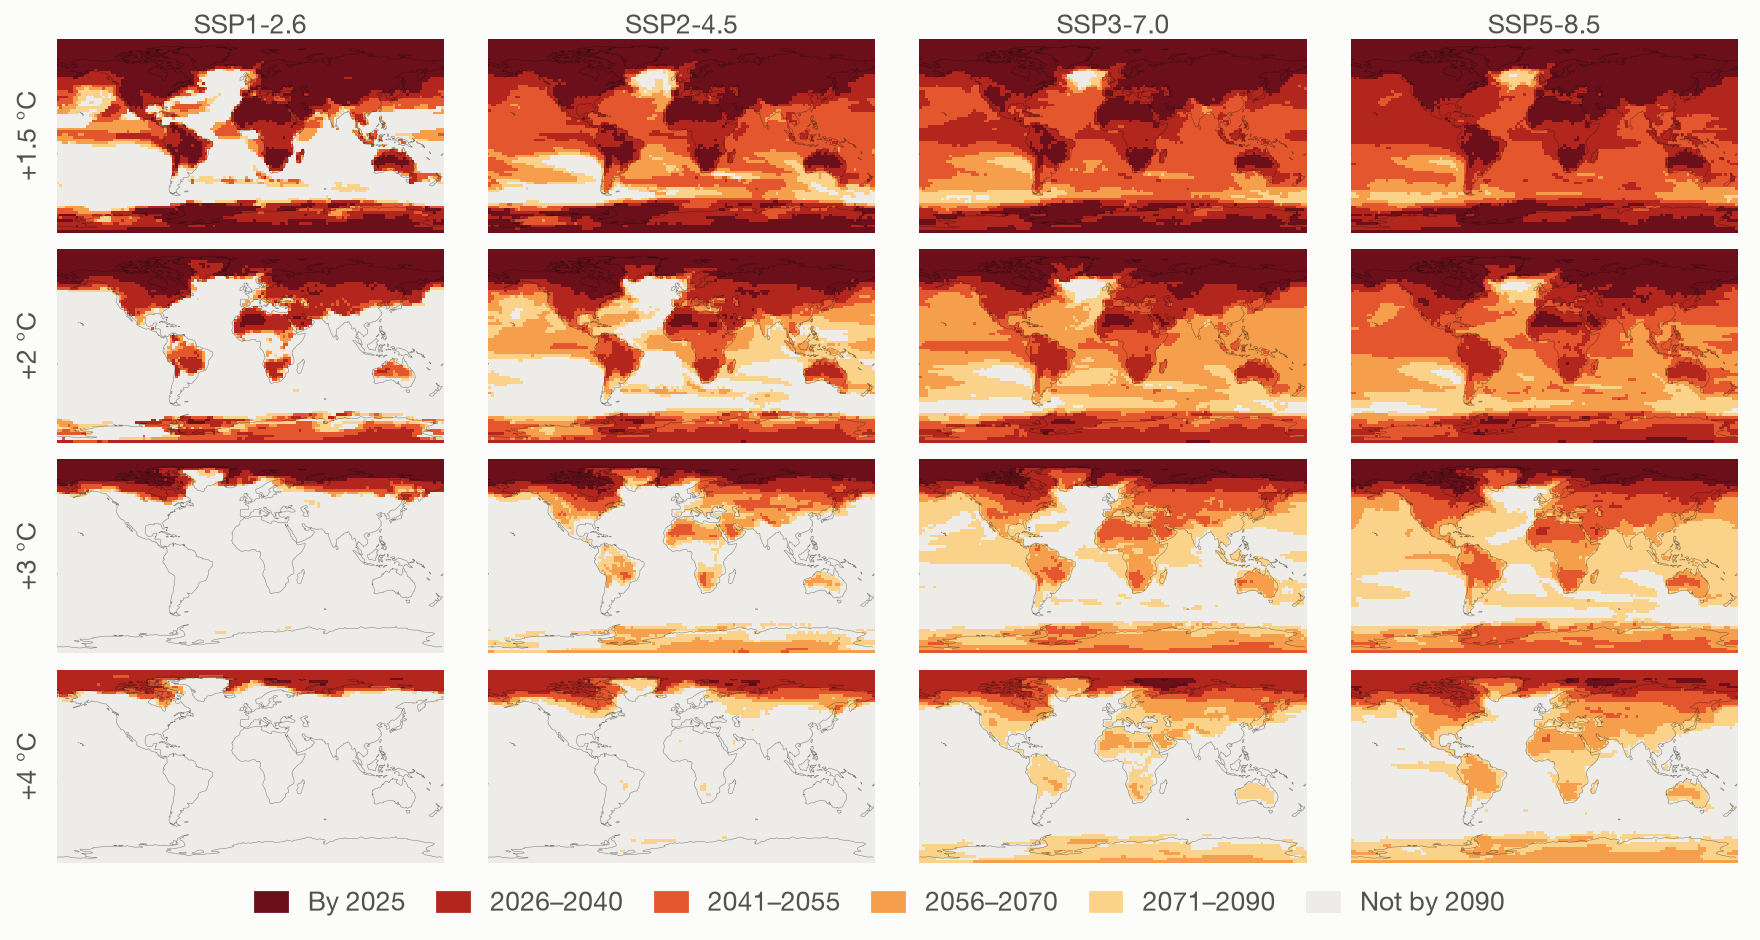 SSP1-2.6
SSP2-4.5
SSP3-7.0
SSP5-8.5
+1.5 °C
+2 °C
+3 °C
+4 °C
By 2025
2026–2040
2041–2055
2056–2070
2071–2090
Not by 2090